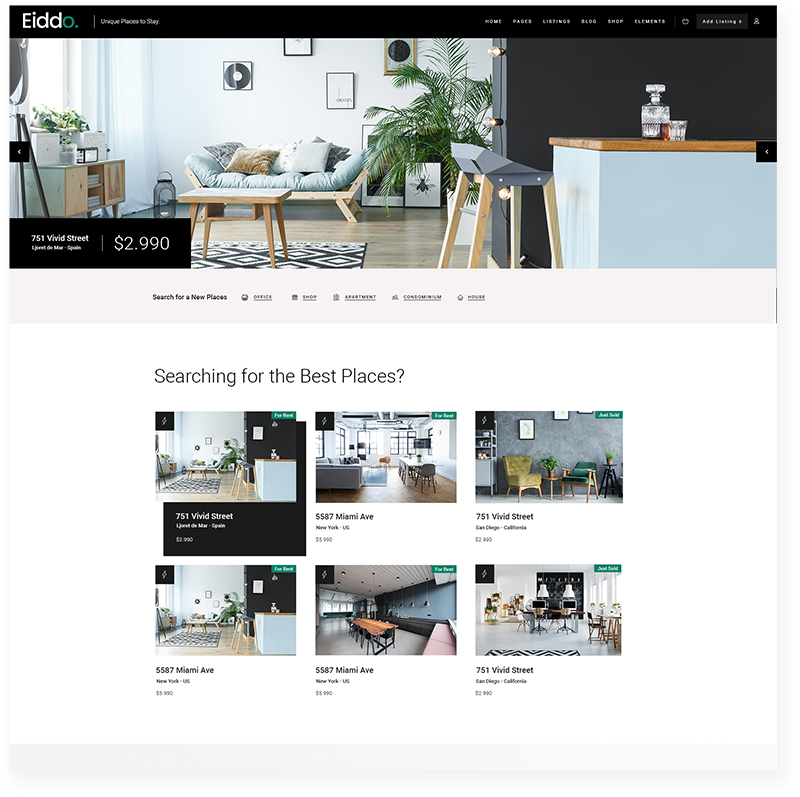 Eiddo.
Unique Places to Stay.
HOME PAGES LISTINGS BLOG SHOP ELEMENTS
Add Listing +
751 Vivid Street
Ljoret de Mar - Spain
$2.990
Search for a New Places
OFFICE SHOP APARTMENT CONDOMINIUM HOUSE
Searching for the Best Places?
For Rent
751 Vivid Street
Ljoret de Mar - Spain
$2.990
For Rent
5587 Miami Ave
New York - US
$5.990
Just Sold
751 Vivid Street
San Diego - California
$2.990
For Rent
5587 Miami Ave
New York - US
$5.990
For Rent
5587 Miami Ave
New York - US
$5.990
Just Sold
751 Vivid Street
San Diego - California
$2.990